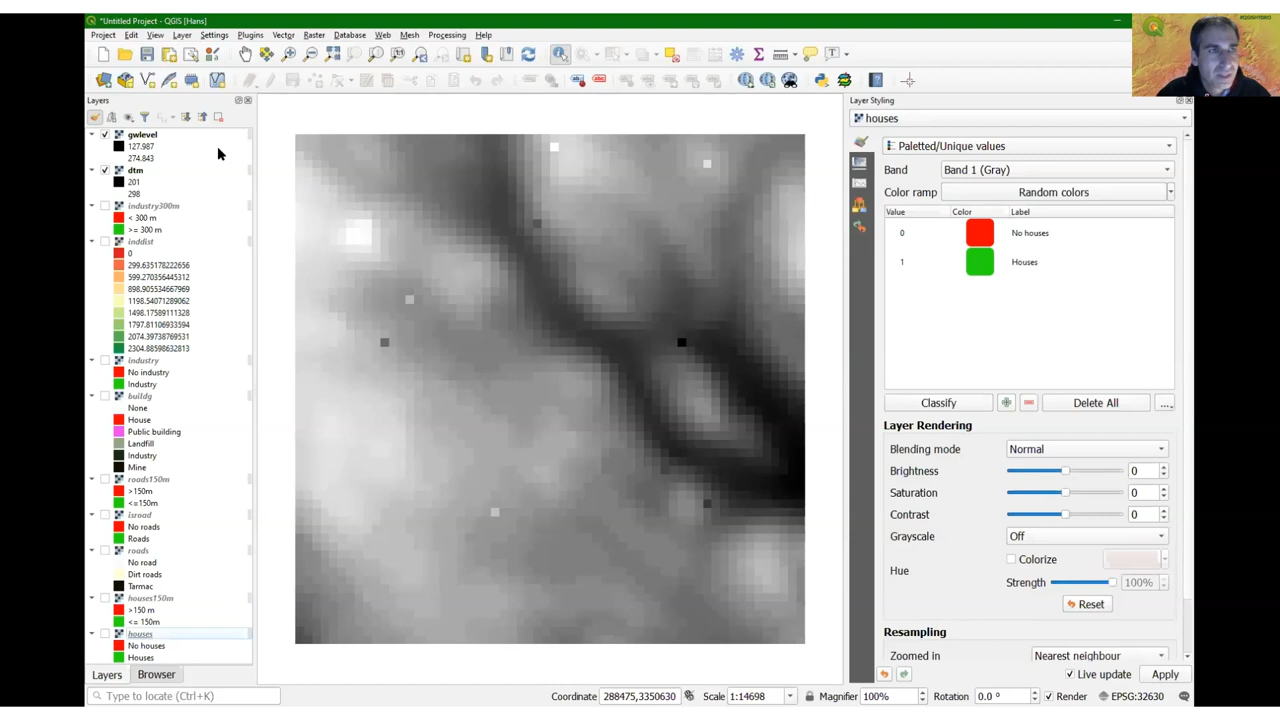 *Untitled Project - QGIS [Hans]
Project Edit View Layer Settings Plugins Vector Raster Database Web Mesh Processing Help
Layers
gwlevel
127.987
274.843
dtm
201
298
industry300m
< 300 m
>= 300 m
inddist
0
299.635178222656
599.270356445312
898.905534667969
1198.54071289062
1498.17591111328
1797.81106933594
2074.39738769531
2304.88598632813
industry
No industry
Industry
buildg
None
House
Public building
Landfill
Industry
Mine
roads150m
>150m
<=150m
isroad
No roads
Roads
roads
No road
Dirt roads
Tarmac
houses150m
>150 m
<= 150m
houses
No houses
Houses
Layers Browser
Type to locate (Ctrl+K)
Coordinate 288475,3350630 Scale 1:14698 Magnifier 100% Rotation 0.0 ° Render EPSG:32630
Layer Styling
houses
Paletted/Unique values
Band Band 1 (Gray)
Color ramp Random colors
Value Color Label
0 No houses
1 Houses
Classify Delete All ...
Layer Rendering
Blending mode Normal
Brightness 0
Saturation 0
Contrast 0
Grayscale Off
Hue Colorize
Strength 100%
Reset
Resampling
Zoomed in Nearest neighbour
Live update Apply